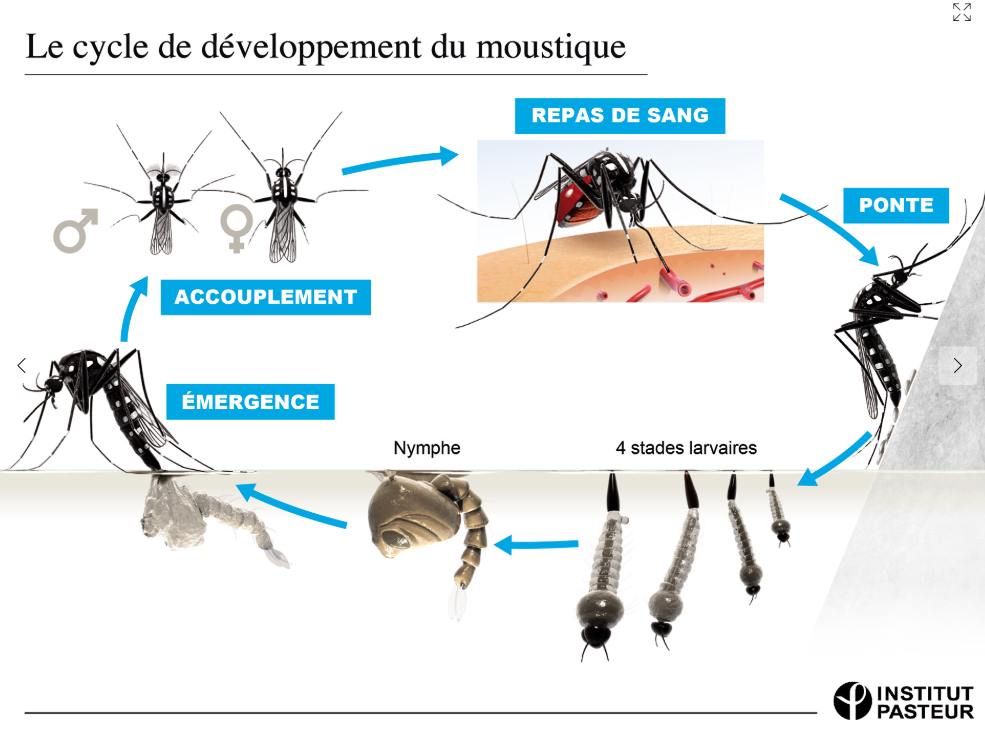 Le cycle de développement du moustique
REPAS DE SANG
PONTE
ACCOUPLEMENT
ÉMERGENCE
Nymphe
4 stades larvaires
INSTITUT
PASTEUR